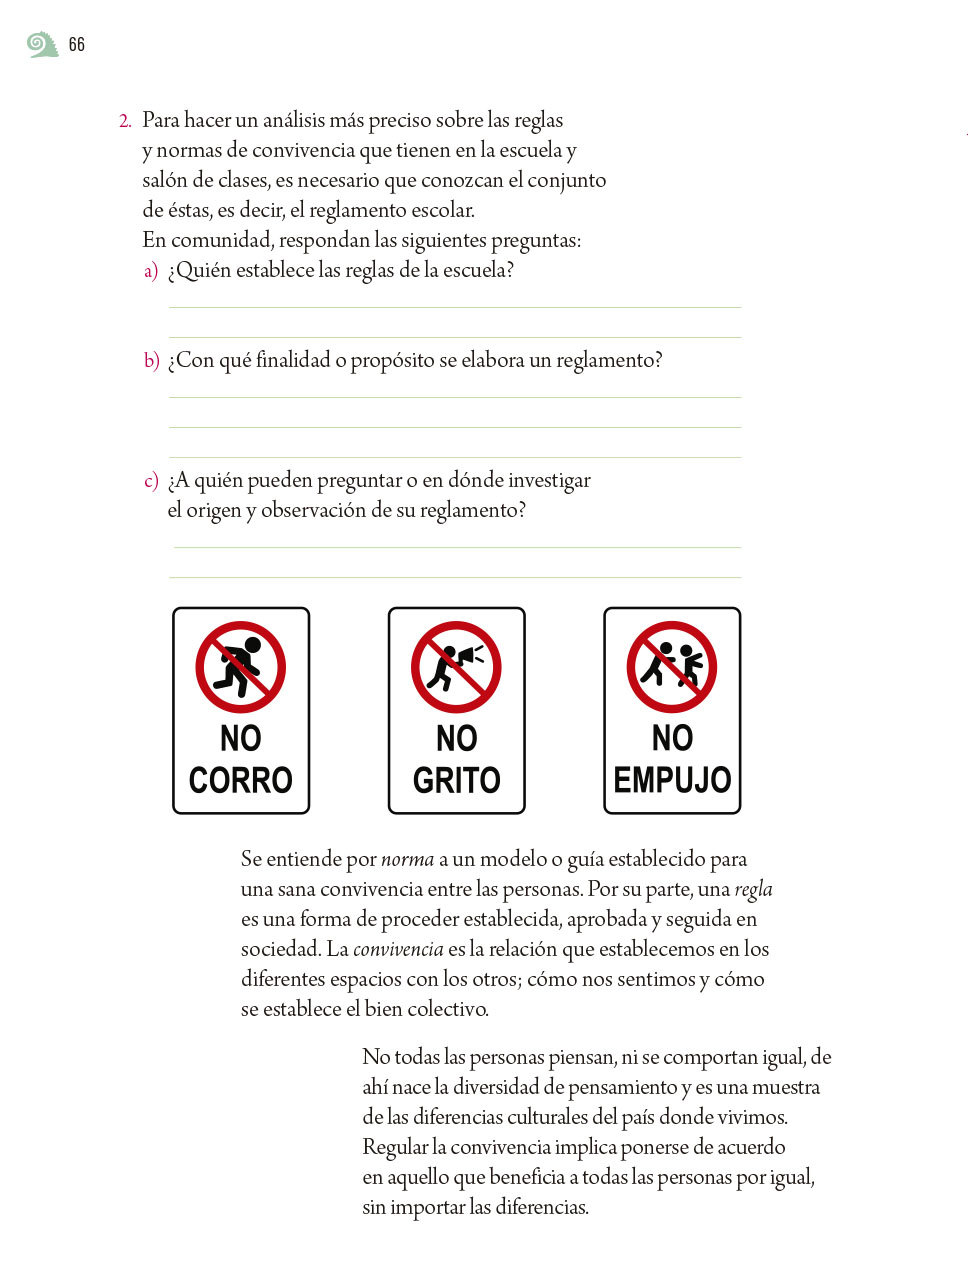 66
2. Para hacer un análisis más preciso sobre las reglas
y normas de convivencia que tienen en la escuela y
salón de clases, es necesario que conozcan el conjunto
de éstas, es decir, el reglamento escolar.
En comunidad, respondan las siguientes preguntas:
a) ¿Quién establece las reglas de la escuela?
b) ¿Con qué finalidad o propósito se elabora un reglamento?
c) ¿A quién pueden preguntar o en dónde investigar
el origen y observación de su reglamento?
NO
CORRO
NO
GRITO
NO
EMPUJO
Se entiende por norma a un modelo o guía establecido para
una sana convivencia entre las personas. Por su parte, una regla
es una forma de proceder establecida, aprobada y seguida en
sociedad. La convivencia es la relación que establecemos en los
diferentes espacios con los otros; cómo nos sentimos y cómo
se establece el bien colectivo.
No todas las personas piensan, ni se comportan igual, de
ahí nace la diversidad de pensamiento y es una muestra
de las diferencias culturales del país donde vivimos.
Regular la convivencia implica ponerse de acuerdo
en aquello que beneficia a todas las personas por igual,
sin importar las diferencias.